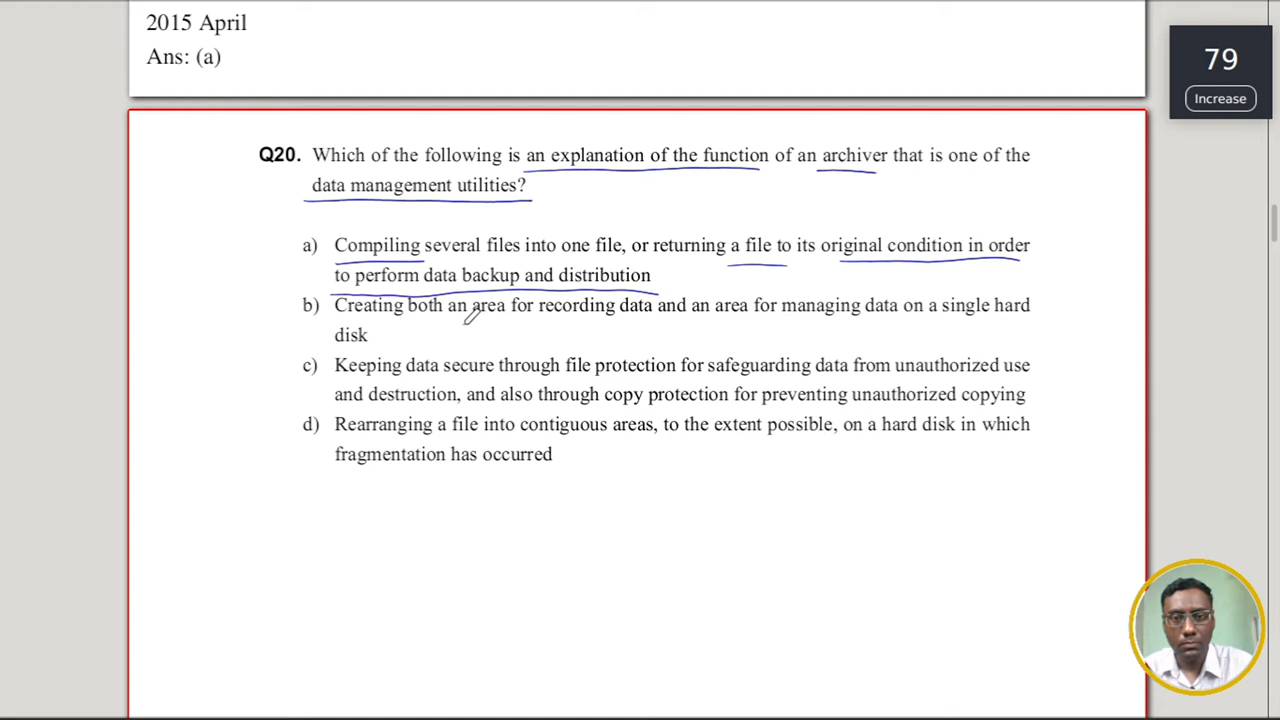 2015 April
Ans: (a)
79
Increase
Q20. Which of the following is an explanation of the function of an archiver that is one of the
data management utilities?
a) Compiling several files into one file, or returning a file to its original condition in order
to perform data backup and distribution
b) Creating both an area for recording data and an area for managing data on a single hard
disk
c) Keeping data secure through file protection for safeguarding data from unauthorized use
and destruction, and also through copy protection for preventing unauthorized copying
d) Rearranging a file into contiguous areas, to the extent possible, on a hard disk in which
fragmentation has occurred